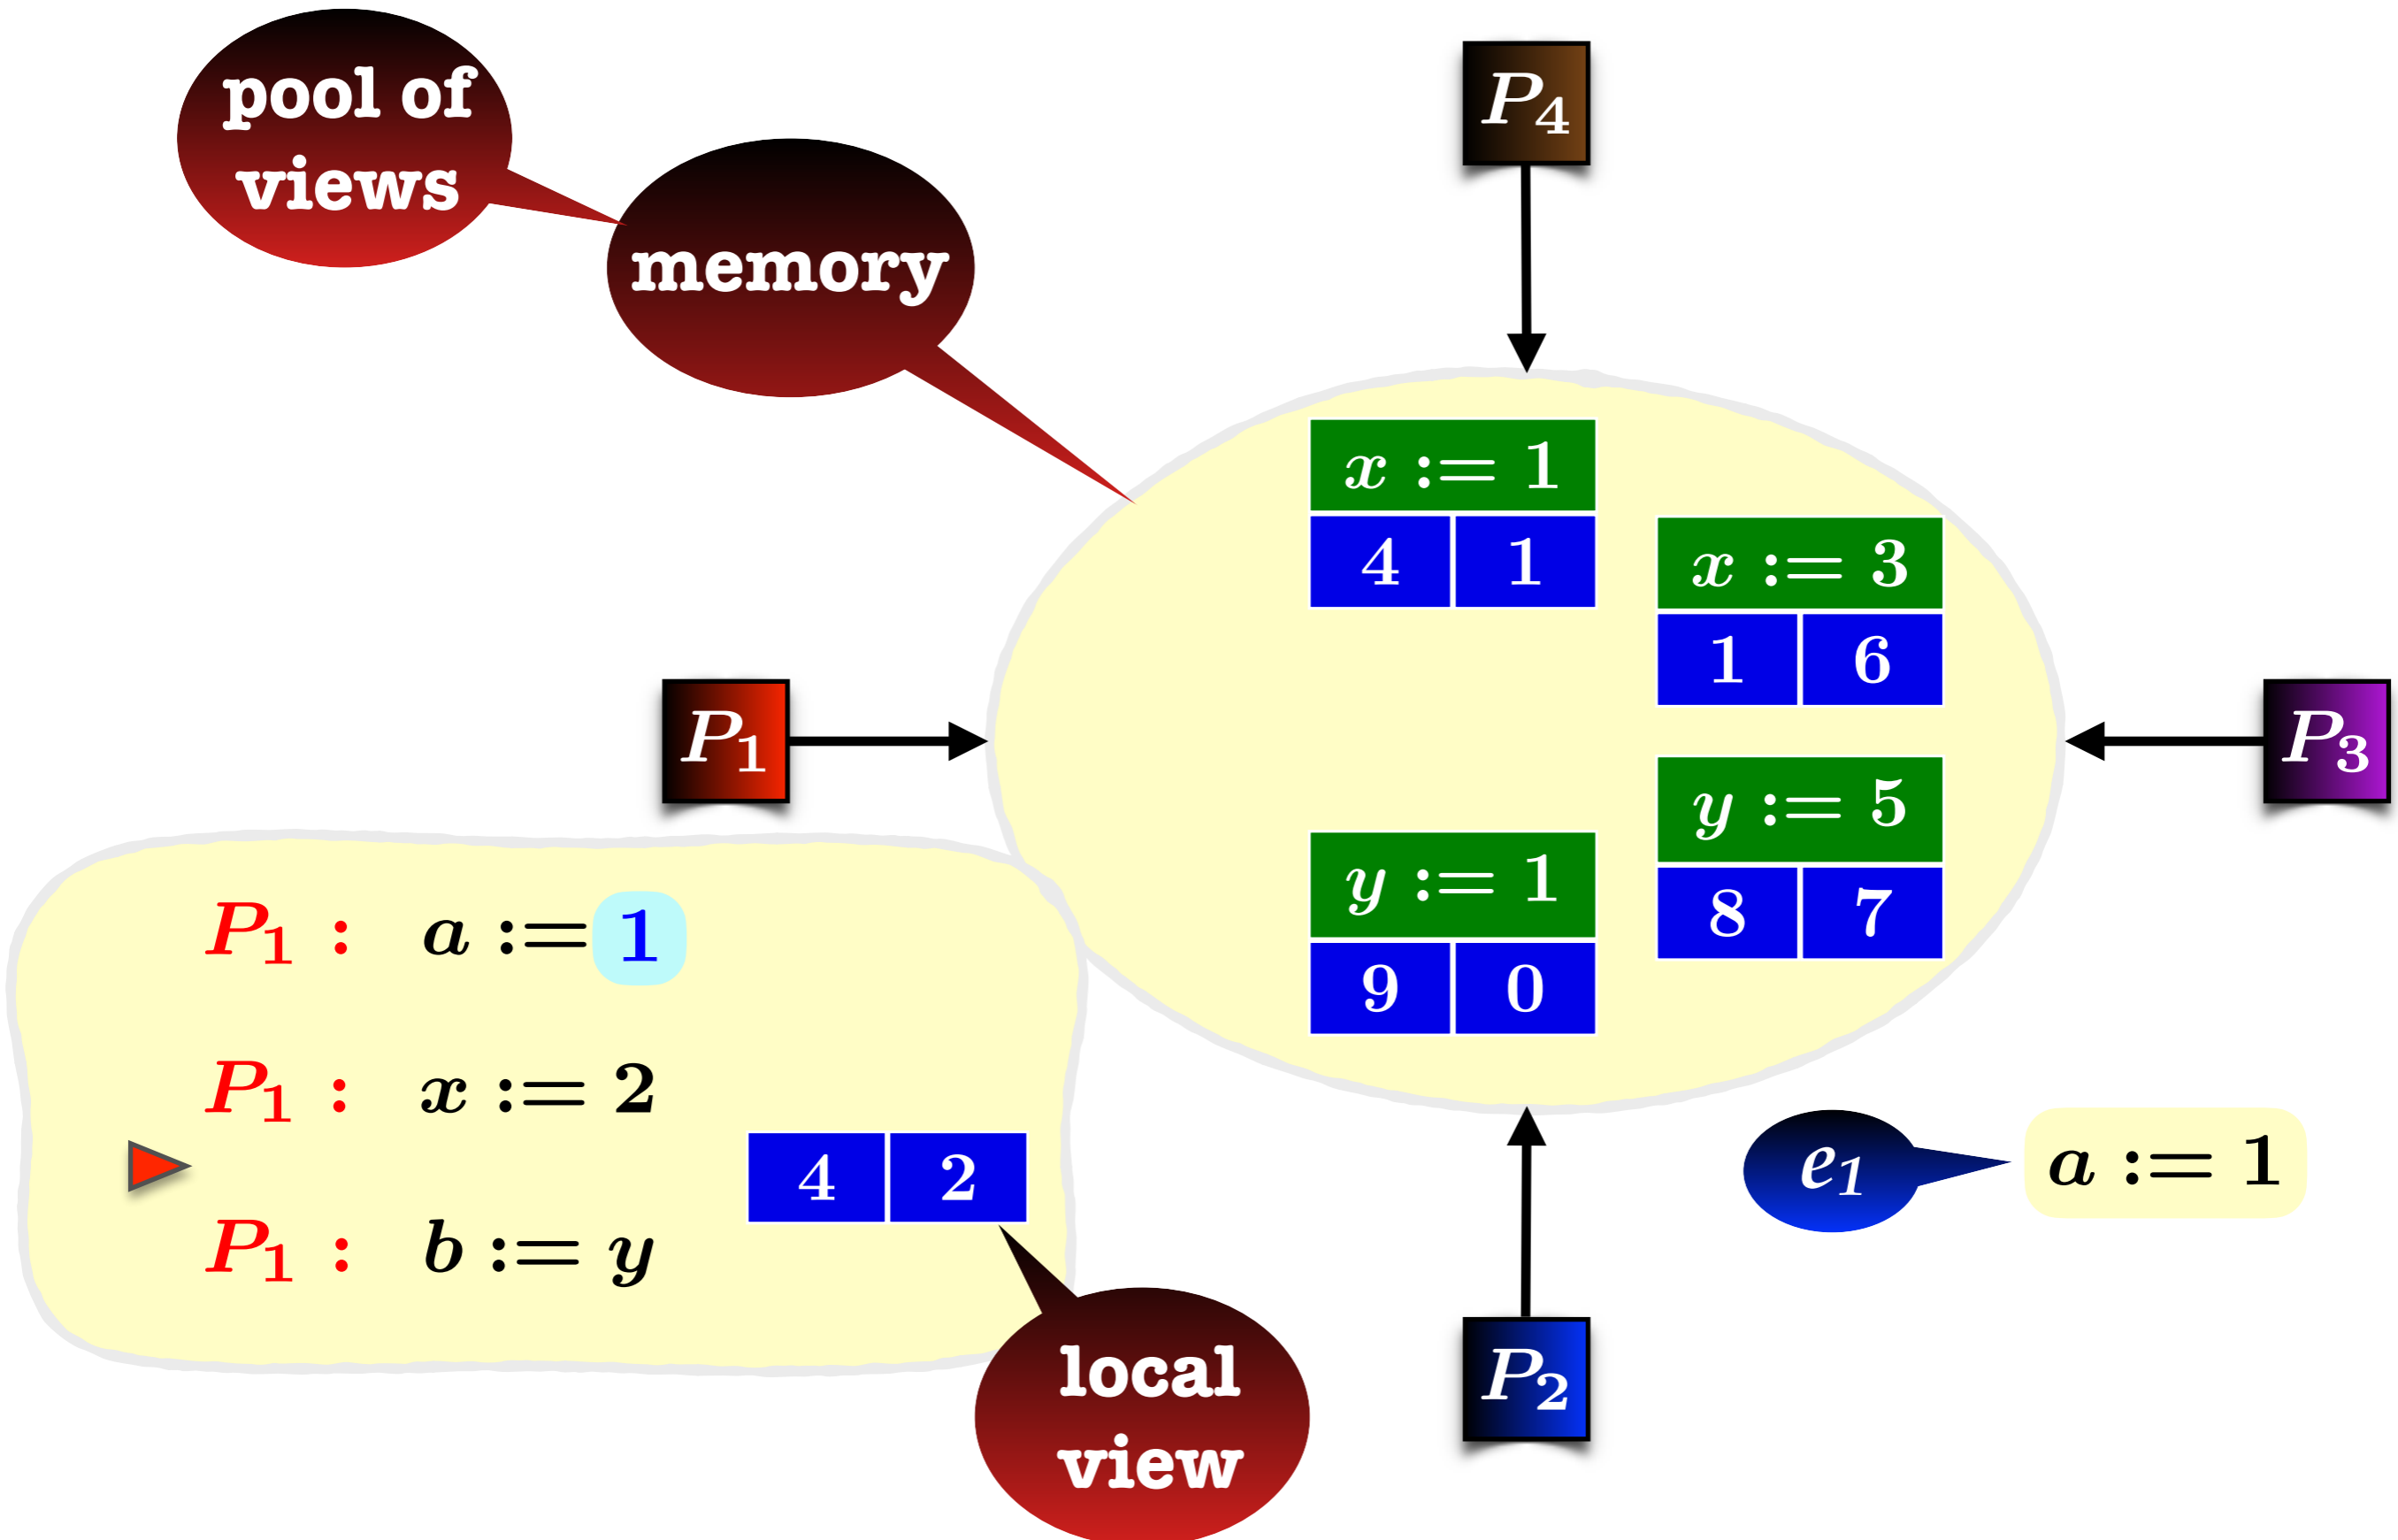 pool of
views
memory
P₄
x := 1
4 1
x := 3
1 6
P₁
P₃
y := 5
8 7
y := 1
9 0
P₁ : a := 1
P₁ : x := 2
4 2
P₁ : b := y
e₁
a := 1
local
view
P₂